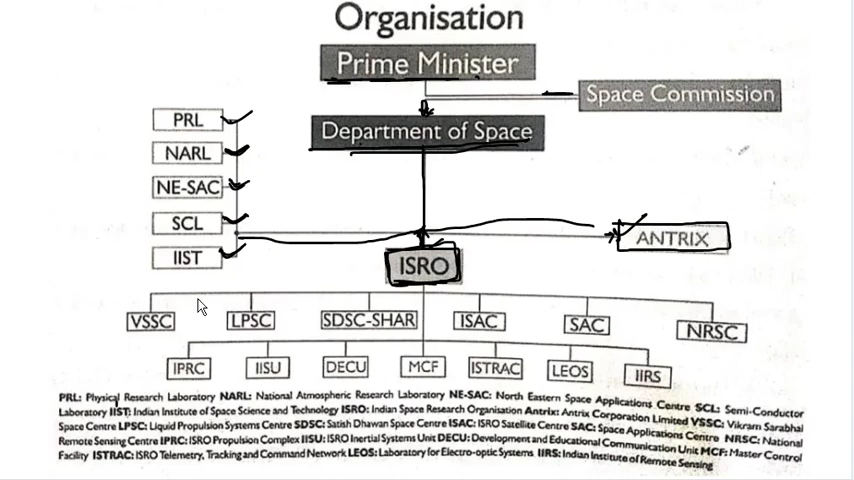 Organisation
Prime Minister
Space Commission
PRL
Department of Space
NARL
NE-SAC
SCL
ANTRIX
IIST
ISRO
VSSC LPSC SDSC-SHAR ISAC SAC NRSC
IPRC IISU DECU MCF ISTRAC LEOS IIRS
PRL: Physical Research Laboratory NARL: National Atmospheric Research Laboratory NE-SAC: North Eastern Space Applications Centre SCL: Semi-Conductor
Laboratory IIST: Indian Institute of Space Science and Technology ISRO: Indian Space Research Organisation Antrix: Antrix Corporation Limited VSSC: Vikram Sarabhai
Space Centre LPSC: Liquid Propulsion Systems Centre SDSC: Satish Dhawan Space Centre ISAC: ISRO Satellite Centre SAC: Space Applications Centre NRSC: National
Remote Sensing Centre IPRC: ISRO Propulsion Complex IISU: ISRO Inertial Systems Unit DECU: Development and Educational Communication Unit MCF: Master Control
Facility ISTRAC: ISRO Telemetry, Tracking and Command Network LEOS: Laboratory for Electro-optic Systems IIRS: Indian Institute of Remote Sensing